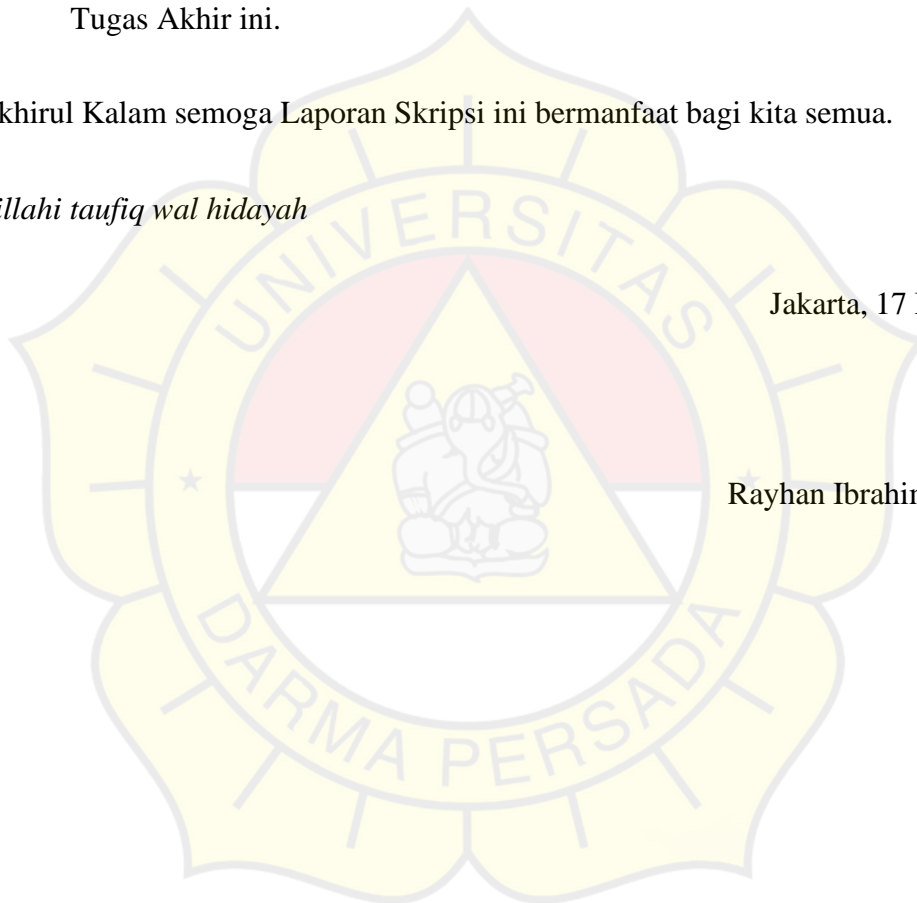 Tugas Akhir ini.
khirul Kalam semoga Laporan Skripsi ini bermanfaat bagi kita semua.
illahi taufiq wal hidayah
UNIVERSITAS
Jakarta, 17
Rayhan
DARMA PERSADA